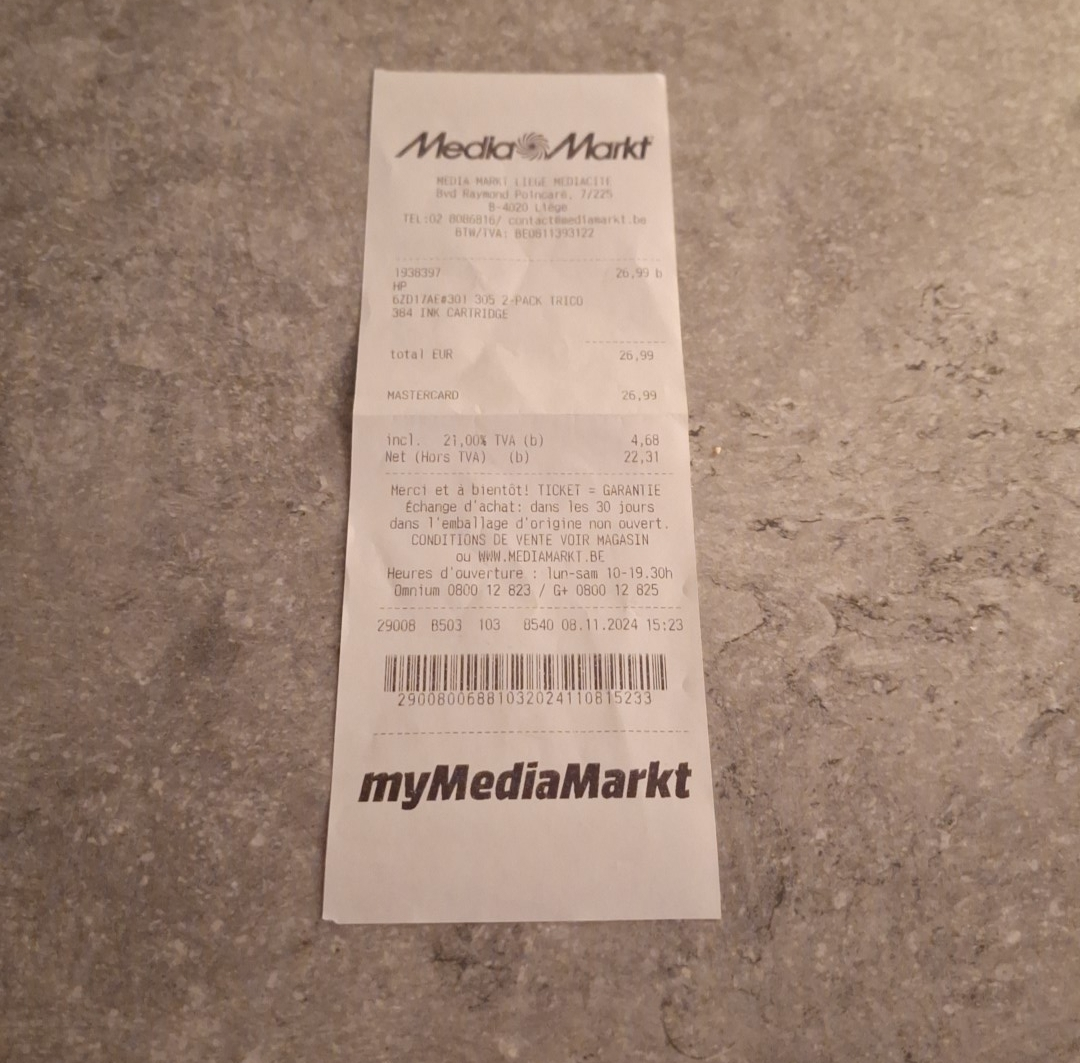 Media Markt
MEDIA MARKT LIEGE MEDIACITE
Bvd Raymond Poincaré, 7/225
B-4020 Liège
TEL:02 8086816/ contact@mediamarkt.be
BTW/TVA: BE0811393122
1938397 26,99 b
HP
6ZD17AE#301 305 2-PACK TRICO
384 INK CARTRIDGE
total EUR 26,99
MASTERCARD 26,99
incl. 21,00% TVA (b) 4,68
Net (Hors TVA) (b) 22,31
Merci et à bientôt! TICKET = GARANTIE
Échange d'achat: dans les 30 jours
dans l'emballage d'origine non ouvert.
CONDITIONS DE VENTE VOIR MAGASIN
ou WWW.MEDIAMARKT.BE
Heures d'ouverture : lun-sam 10-19.30h
Omnium 0800 12 823 / G+ 0800 12 825
29008 8503 103 8540 08.11.2024 15:23
2900800688103202411081523​3
myMediaMarkt